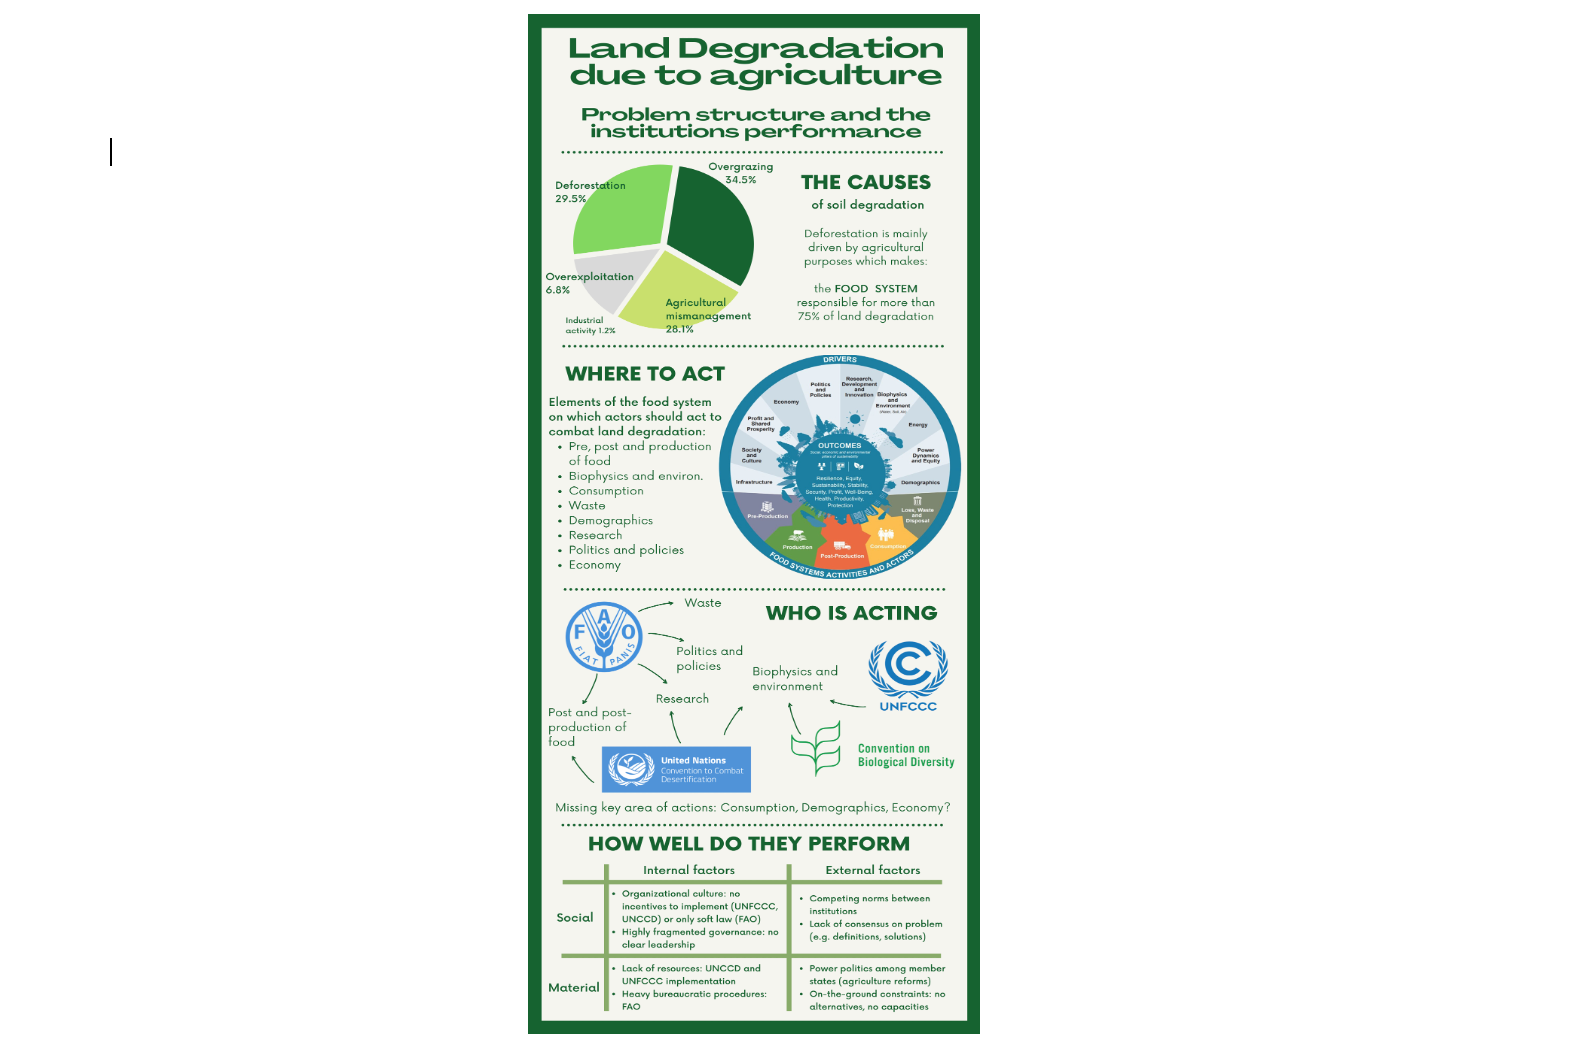 Land Degradation
due to agriculture
Problem structure and the
institutions performance
Overgrazing
34.5%
Deforestation
29.5%
Overexploitation
6.8%
Industrial
activity 1.2%
Agricultural
mismanagement
28.1%
THE CAUSES
of soil degradation
Deforestation is mainly
driven by agricultural
purposes which makes:
the FOOD SYSTEM
responsible for more than
75% of land degradation
WHERE TO ACT
Elements of the food system
on which actors should act to
combat land degradation:
• Pre, post and production
of food
• Biophysics and environ.
• Consumption
• Waste
• Demographics
• Research
• Politics and policies
• Economy
DRIVERS
Infrastructure
Society
and
Culture
Profit and
Shared
Prosperity
Economy
Politics
and
Policies
Research,
Development
and
Innovation
Biophysics
and
Environment
Energy
Power
Dynamics
and Equity
Demographics
OUTCOMES
Social, economic and environmental
pillars of sustainability
Resilience, Equity,
Sustainability, Stability,
Security, Profit, Well-Being,
Health, Productivity,
Protection
Pre-Production
Production
Post-Production
Consumption
Loss, Waste
and
Disposal
FOOD SYSTEMS ACTIVITIES AND ACTORS
WHO IS ACTING
F A O
FIAT PANIS
Waste
Politics and
policies
Research
Post and post-
production of
food
Biophysics and
environment
UNFCCC
United Nations
Convention to Combat
Desertification
Convention on
Biological Diversity
Missing key area of actions: Consumption, Demographics, Economy?
HOW WELL DO THEY PERFORM
Internal factors
External factors
Social
• Organizational culture: no
incentives to implement (UNFCCC,
UNCCD) or only soft law (FAO)
• Highly fragmented governance: no
clear leadership
• Competing norms between
institutions
• Lack of consensus on problem
(e.g. definitions, solutions)
Material
• Lack of resources: UNCCD and
UNFCCC implementation
• Heavy bureaucratic procedures:
FAO
• Power politics among member
states (agriculture reforms)
• On-the-ground constraints: no
alternatives, no capacities